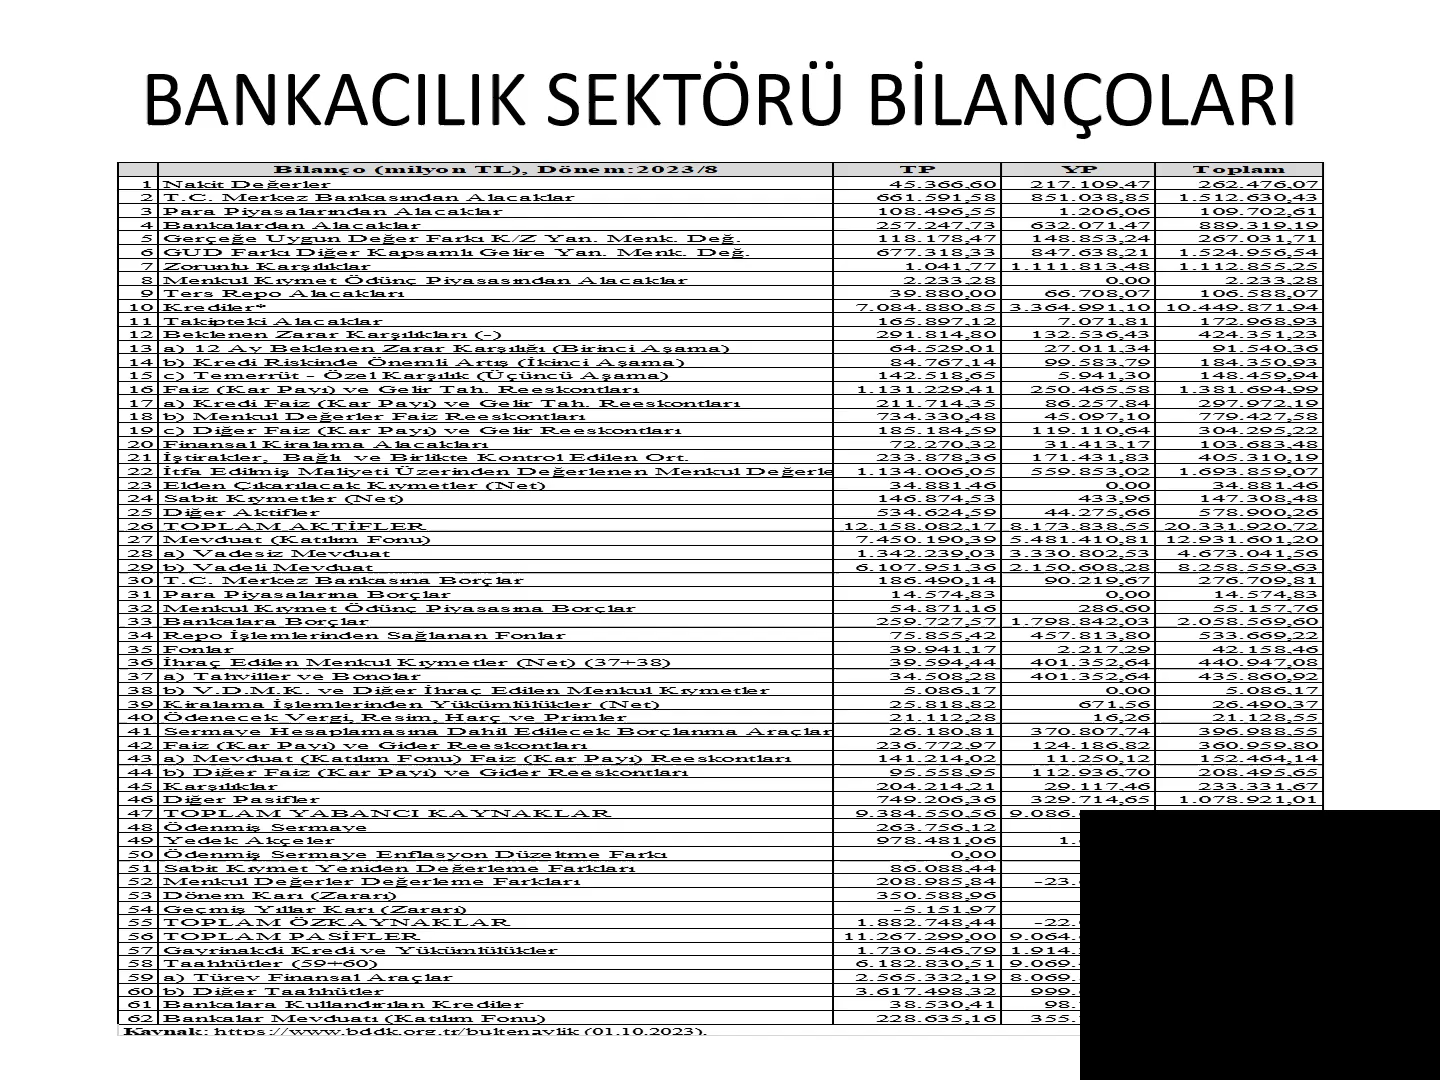 BANKACILIK SEKTÖRÜ BİLANÇOLARI
Bilanço (milyon TL), Dönem:2023/8 TP YP Toplam
1 Nakit Değerler 45.366,60 217.109,47 262.476,07
2 T.C. Merkez Bankasından Alacaklar 661.591,58 851.038,85 1.512.630,43
3 Para Piyasalarından Alacaklar 108.496,55 1.206,06 109.702,61
4 Bankalardan Alacaklar 257.247,73 632.071,47 889.319,19
5 Gerçeğe Uygun Değer Farkı K/Z Yan. Menk. Değ. 118.178,47 148.853,24 267.031,71
6 GUD Farkı Diğer Kapsamlı Gelire Yan. Menk. Değ. 677.318,33 847.638,21 1.524.956,54
7 Zorunlu Karşılıklar 1.041,77 1.111.813,48 1.112.855,25
8 Menkul Kıymet Ödünç Piyasasından Alacaklar 2.233,28 0,00 2.233,28
9 Ters Repo Alacakları 39.880,00 66.708,07 106.588,07
10 Krediler* 7.084.880,85 3.364.991,10 10.449.871,94
11 Takipteki Alacaklar 165.897,12 7.071,81 172.968,93
12 Beklenen Zarar Karşılıkları (-) 291.814,80 132.536,43 424.351,23
13 a) 12 Ay Beklenen Zarar Karşılığı (Birinci Aşama) 64.529,01 27.011,34 91.540,36
14 b) Kredi Riskinde Önemli Artış (İkinci Aşama) 84.767,14 99.583,79 184.350,93
15 c) Temerrüt - Özel Karşılık (Üçüncü Aşama) 142.518,65 5.941,30 148.459,94
16 Faiz (Kar Payı) ve Gelir Tah. Reeskontları 1.131.229,41 250.465,58 1.381.694,99
17 a) Kredi Faiz (Kar Payı) ve Gelir Tah. Reeskontları 211.714,35 86.257,84 297.972,19
18 b) Menkul Değerler Faiz Reeskontları 734.330,48 45.097,10 779.427,58
19 c) Diğer Faiz (Kar Payı) ve Gelir Reeskontları 185.184,59 119.110,64 304.295,22
20 Finansal Kiralama Alacakları 72.270,32 31.413,17 103.683,48
21 İştirakler, Bağlı ve Birlikte Kontrol Edilen Ort. 233.878,36 171.431,83 405.310,19
22 İtfa Edilmiş Maliyeti Üzerinden Değerlenen Menkul Değerle 1.134.006,05 559.853,02 1.693.859,07
23 Elden Çıkarılacak Kıymetler (Net) 34.881,46 0,00 34.881,46
24 Sabit Kıymetler (Net) 146.874,53 433,96 147.308,48
25 Diğer Aktifler 534.624,59 44.275,66 578.900,26
26 TOPLAM AKTİFLER 12.158.082,17 8.173.838,55 20.331.920,72
27 Mevduat (Katılım Fonu) 7.450.190,39 5.481.410,81 12.931.601,20
28 a) Vadesiz Mevduat 1.342.239,03 3.330.802,53 4.673.041,56
29 b) Vadeli Mevduat 6.107.951,36 2.150.608,28 8.258.559,63
30 T.C. Merkez Bankasına Borçlar 186.490,14 90.219,67 276.709,81
31 Para Piyasalarına Borçlar 14.574,83 0,00 14.574,83
32 Menkul Kıymet Ödünç Piyasasına Borçlar 54.871,16 286,60 55.157,76
33 Bankalara Borçlar 259.727,57 1.798.842,03 2.058.569,60
34 Repo İşlemlerinden Sağlanan Fonlar 75.855,42 457.813,80 533.669,22
35 Fonlar 39.941,17 2.217,29 42.158,46
36 İhraç Edilen Menkul Kıymetler (Net) (37+38) 39.594,44 401.352,64 440.947,08
37 a) Tahviller ve Bonolar 34.508,28 401.352,64 435.860,92
38 b) V.D.M.K. ve Diğer İhraç Edilen Menkul Kıymetler 5.086,17 0,00 5.086,17
39 Kiralama İşlemlerinden Yükümlülükler (Net) 25.818,82 671,56 26.490,37
40 Ödenecek Vergi, Resim, Harç ve Primler 21.112,28 16,26 21.128,55
41 Sermaye Hesaplamasına Dahil Edilecek Borçlanma Araçlar 26.180,81 370.807,74 396.988,55
42 Faiz (Kar Payı) ve Gider Reeskontları 236.772,97 124.186,82 360.959,80
43 a) Mevduat (Katılım Fonu) Faiz (Kar Payı) Reeskontları 141.214,02 11.250,12 152.464,14
44 b) Diğer Faiz (Kar Payı) ve Gider Reeskontları 95.558,95 112.936,70 208.495,65
45 Karşılıklar 204.214,21 29.117,46 233.331,67
46 Diğer Pasifler 749.206,36 329.714,65 1.078.921,01
47 TOPLAM YABANCI KAYNAKLAR 9.384.550,56 9.086.
48 Ödenmiş Sermaye 263.756,12
49 Yedek Akçeler 978.481,06 1.
50 Ödenmiş Sermaye Enflasyon Düzeltme Farkı 0,00
51 Sabit Kıymet Yeniden Değerleme Farkları 86.088,44
52 Menkul Değerler Değerleme Farkları 208.985,84 -23.
53 Dönem Karı (Zararı) 350.588,96
54 Geçmiş Yıllar Karı (Zararı) -5.151,97
55 TOPLAM ÖZKAYNAKLAR 1.882.748,44 -22.
56 TOPLAM PASİFLER 11.267.299,00 9.064.
57 Gayrinakdi Kredi ve Yükümlülükler 1.730.546,79 1.914.
58 Taahhütler (59+60) 6.182.830,51 9.069.
59 a) Türev Finansal Araçlar 2.565.332,19 8.069.
60 b) Diğer Taahhütler 3.617.498,32 999.
61 Bankalara Kullandırılan Krediler 38.530,41 98.
62 Bankalar Mevduatı (Katılım Fonu) 228.635,16 355.
Kaynak: https://www.bddk.org.tr/bultenaylik (01.10.2023).